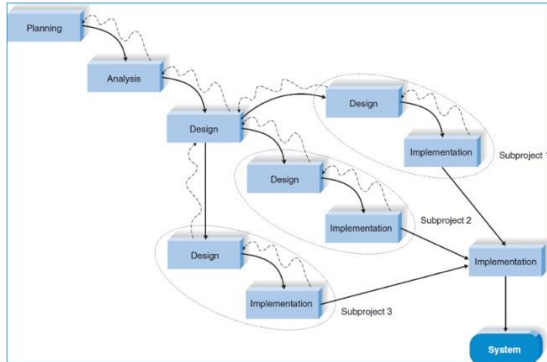 Planning
Analysis
Design
Design
Implementation
Subproject 1
Design
Implementation
Subproject 2
Design
Implementation
Subproject 3
Implementation
System